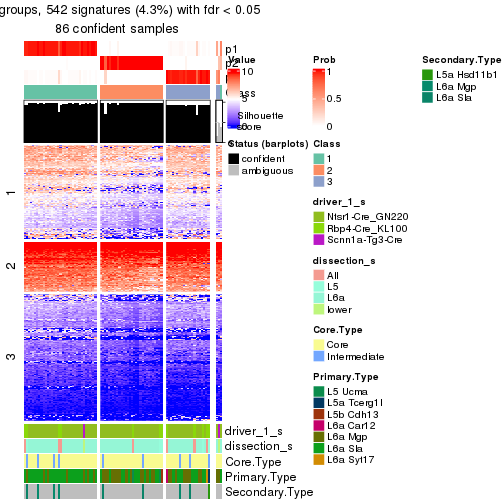 groups, 542 signatures (4.3%) with fdr < 0.05
86 confident samples
p1
p2
Class
Value
10
5
0
Silhouette
score
Status (barplots)
confident
ambiguous
Prob
1
0.5
0
Class
1
2
3
driver_1_s
Ntsr1-Cre_GN220
Rbp4-Cre_KL100
Scnn1a-Tg3-Cre
dissection_s
All
L5
L6a
lower
Core.Type
Core
Intermediate
Primary.Type
L5 Ucma
L5a Tcerg1l
L5b Cdh13
L6a Car12
L6a Mgp
L6a Sla
L6a Syt17
Secondary.Type
L5a Hsd11b1
L6a Mgp
L6a Sla
1
2
3
driver_1_s
dissection_s
Core.Type
Primary.Type
Secondary.Type